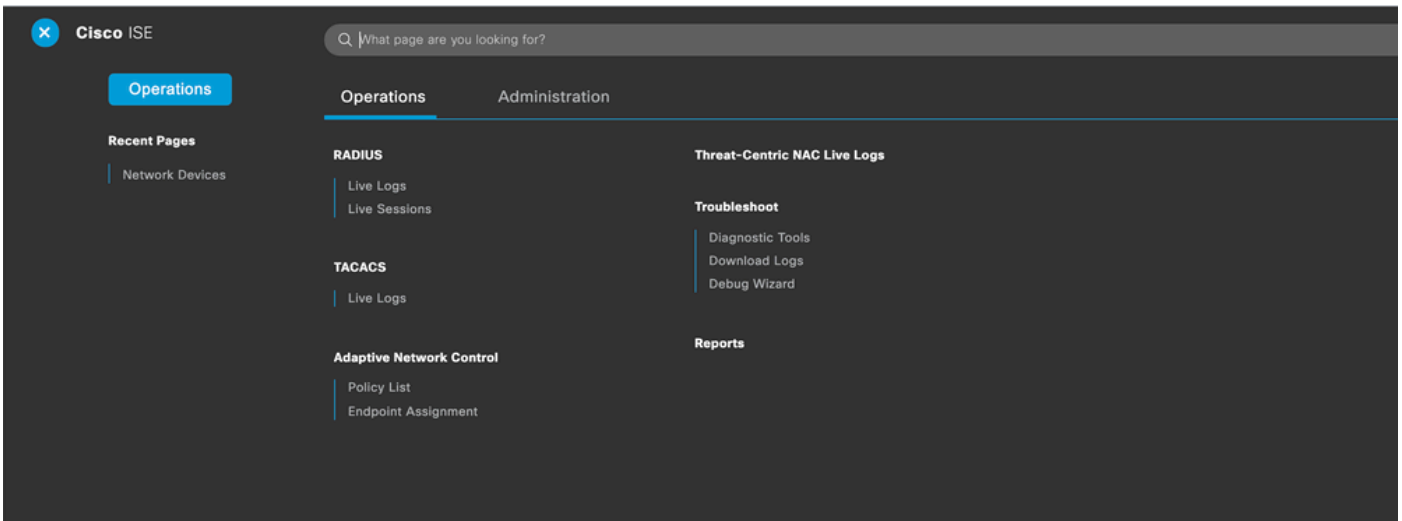 Cisco ISE
What page are you looking for?
Operations
Recent Pages
Network Devices
Operations
Administration
RADIUS
Live Logs
Live Sessions
TACACS
Live Logs
Adaptive Network Control
Policy List
Endpoint Assignment
Threat-Centric NAC Live Logs
Troubleshoot
Diagnostic Tools
Download Logs
Debug Wizard
Reports